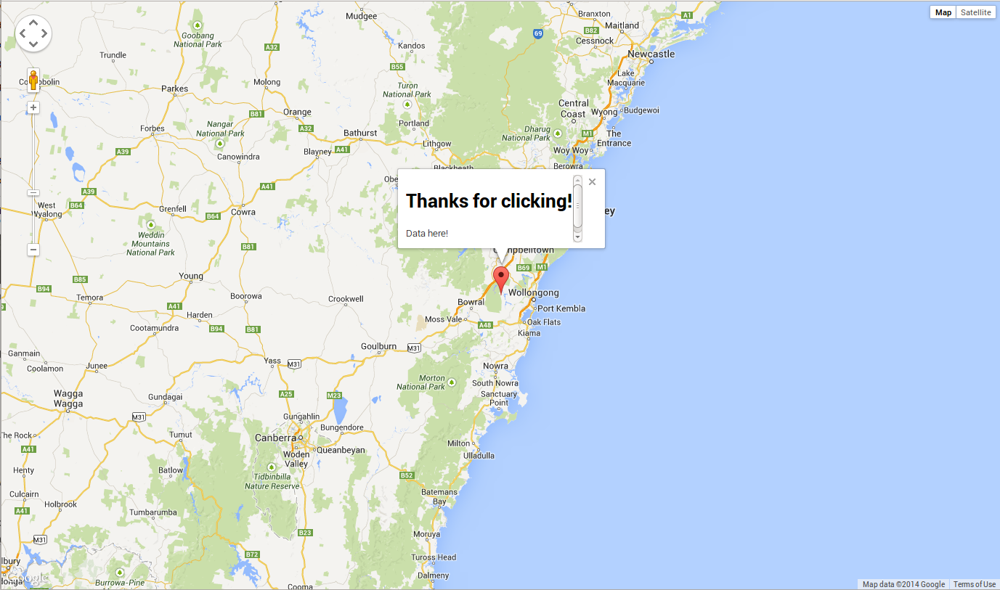 Mudgee
Branxton
A1
Maitland
B82
69
Goobang
National Park
Cessnock
Newcastle
Map
Satellite
A32
Kandos
Trundle
B55
Lake
Macquarie
Parkes
Molong
Turon
National Park
Central
Coast
Wyong
Budgewoi
B81
Orange
Nangar
National Park
Portland
Dharug
National Park
M1
The
Entrance
Forbes
A32
Bathurst
Lithgow
Woy Woy
A39
Canowindra
Blayney
A41
Blackheath
Berowra
A39
A41
Thanks for clicking!
Data here!
West
Wyalong
B64
Grenfell
B64
Cowra
Weddin
Mountains
National Park
B81
Campbelltown
B69
M1
B94
B85
Young
Temora
A41
Boorowa
Crookwell
Bowral
Wollongong
Port Kembla
Harden
Moss Vale
A48
Oak Flats
Cootamundra
B94
B81
Kiama
Ganmain
Coolamon
Junee
Yass
M31
Goulburn
M31
Nowra
South Nowra
Morton
National Park
Sanctuary
Point
Wagga
Wagga
Gundagai
A25
M23
M31
Gungahlin
Bungendore
The Rock
Tumut
Canberra
Queanbeyan
Milton
A41
Woden
Valley
Ulladulla
Henty
Batlow
Tidbinbilla
Nature Reserve
B52
Culcairn
Holbrook
Batemans
Bay
A41
Tumbarumba
B23
M31
Moruya
B72
Tuross Head
Google
Burrowa-Pine
Cooma
Dalmeny
Map data ©2014 Google
Terms of Use